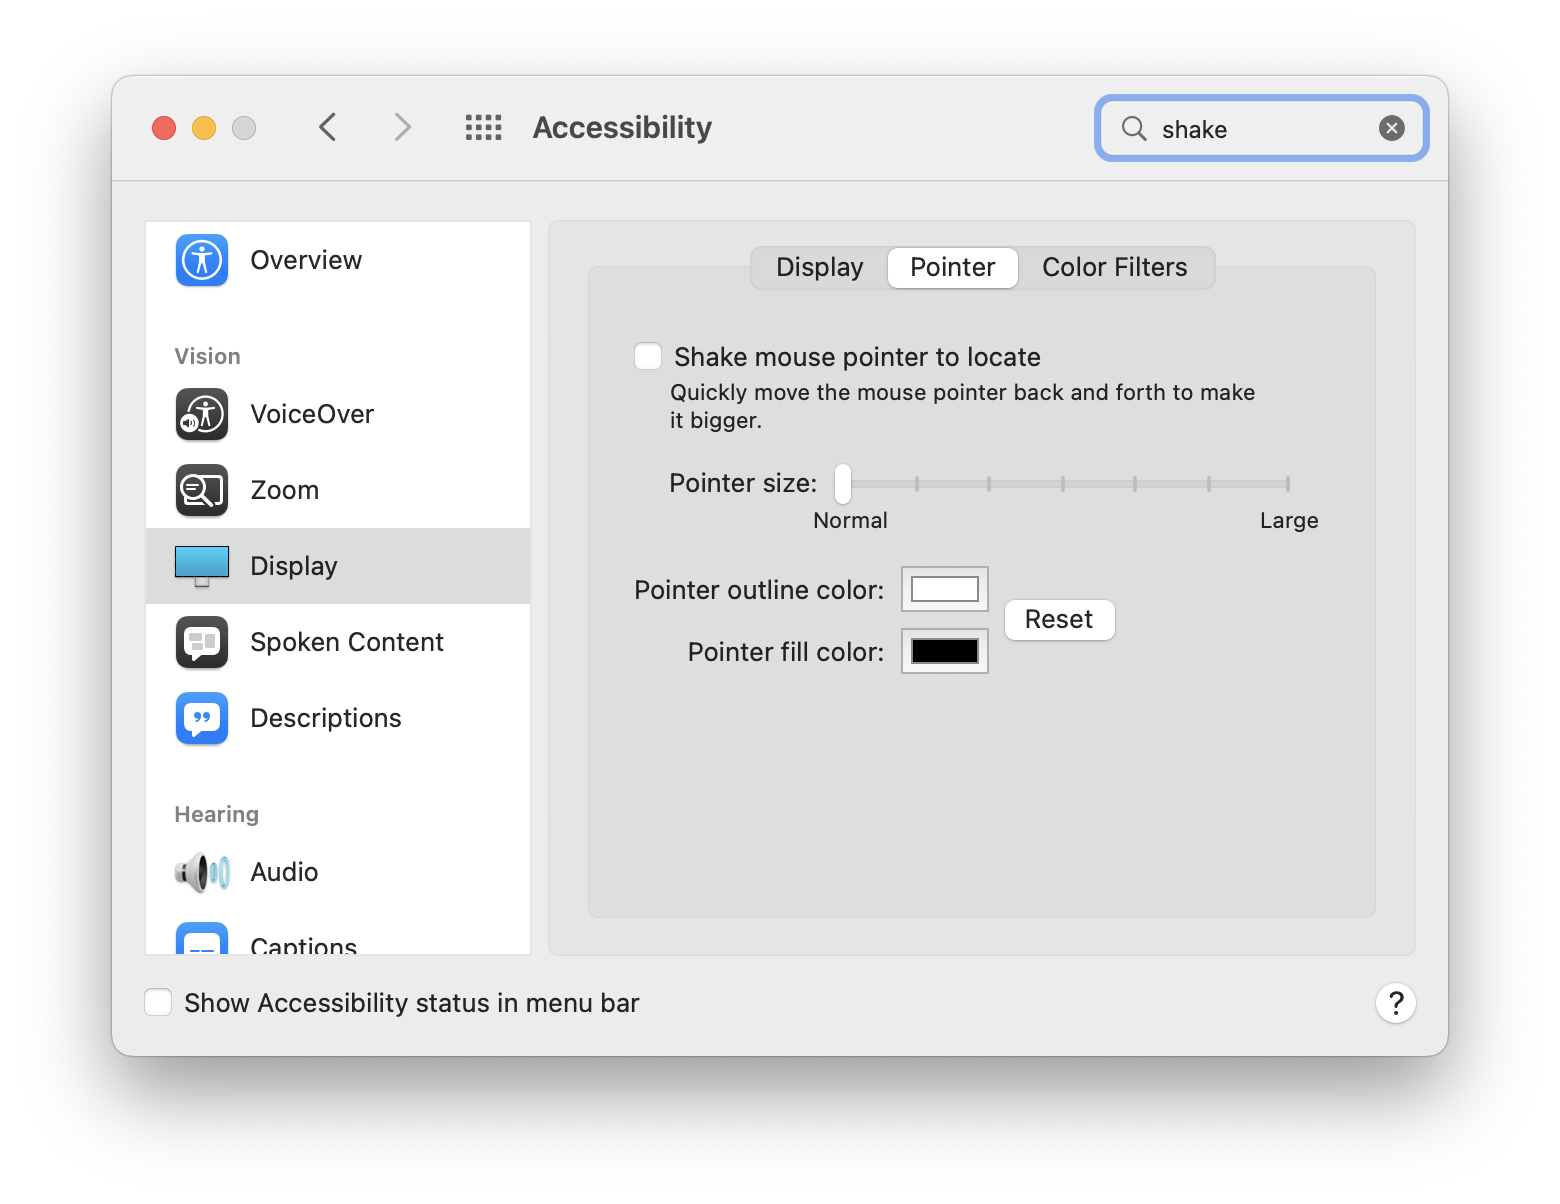 Accessibility
shake
Overview
Vision
VoiceOver
Zoom
Display
Spoken Content
Descriptions
Hearing
Audio
Captions
Display Pointer Color Filters
Shake mouse pointer to locate
Quickly move the mouse pointer back and forth to make
it bigger.
Pointer size:
Normal Large
Pointer outline color:
Reset
Pointer fill color:
Show Accessibility status in menu bar
?